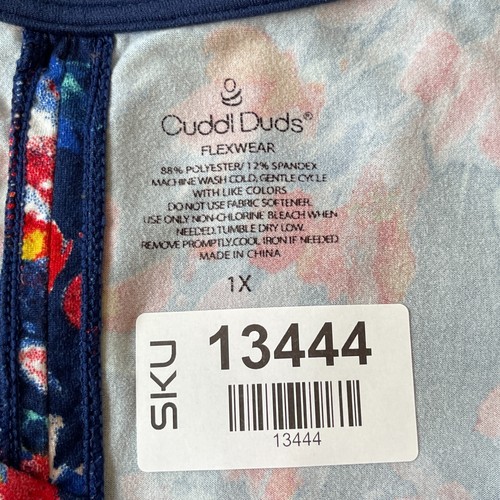 Cuddl Duds®
FLEXWEAR
88% POLYESTER/ 12% SPANDEX
MACHINE WASH COLD, GENTLE CYCLE
WITH LIKE COLORS
DO NOT USE FABRIC SOFTENER.
USE ONLY NON-CHLORINE BLEACH WHEN
NEEDED.TUMBLE DRY LOW.
REMOVE PROMPTLY.COOL IRON IF NEEDED
MADE IN CHINA
1X
SKU
13444
13444